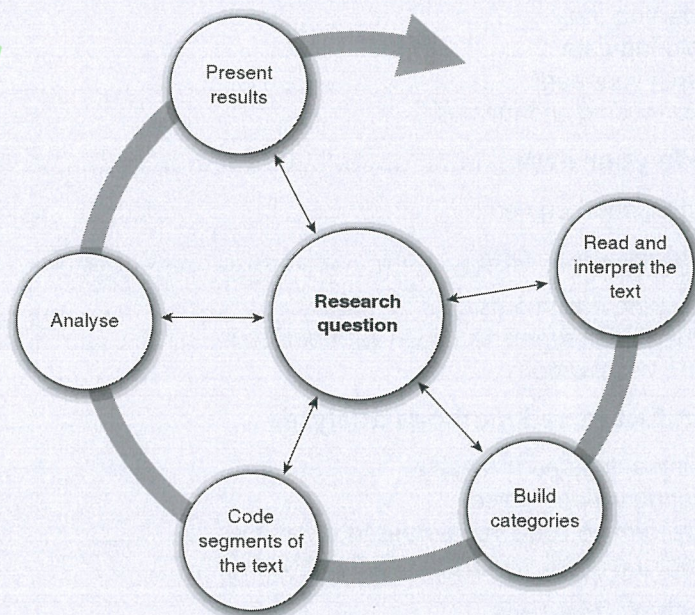 Present
results
Read and
interpret the
text
Research
question
Analyse
Build
categories
Code
segments of
the text